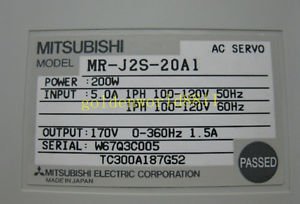 MITSUBISHI AC SERVO
MODEL MR-J2S-20A1
POWER : 200W
INPUT : 5.0A 1PH 100-120V 50Hz
1PH 100-120V 60Hz
OUTPUT: 170V 0-360Hz 1.5A
SERIAL: W67Q3C005
TC300A187G52
PASSED
MITSUBISHI ELECTRIC CORPORATION
MADE IN JAPAN